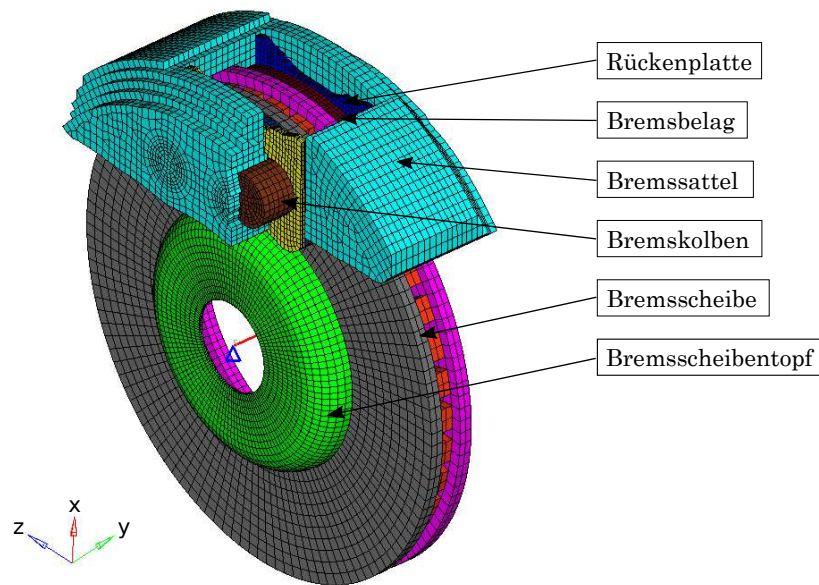 Rückenplatte
Bremsbelag
Bremssattel
Bremskolben
Bremsscheibe
Bremsscheibentopf
x
z
y